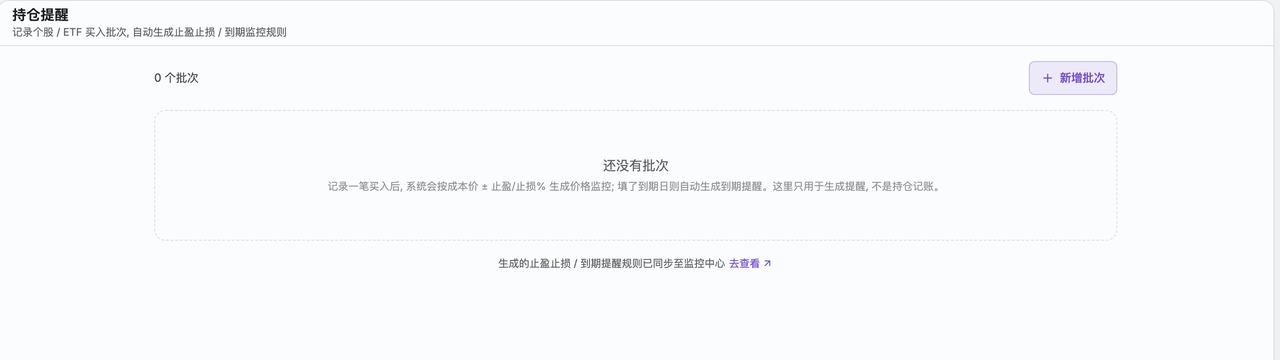 持仓提醒
记录个股 / ETF 买入批次, 自动生成止盈止损 / 到期监控规则
0 个批次
＋ 新增批次
还没有批次
记录一笔买入后, 系统会按成本价 ± 止盈/止损% 生成价格监控; 填了到期日则自动生成到期提醒。这里只用于生成提醒, 不是持仓记账。
生成的止盈止损 / 到期提醒规则已同步至监控中心 去查看 ↗